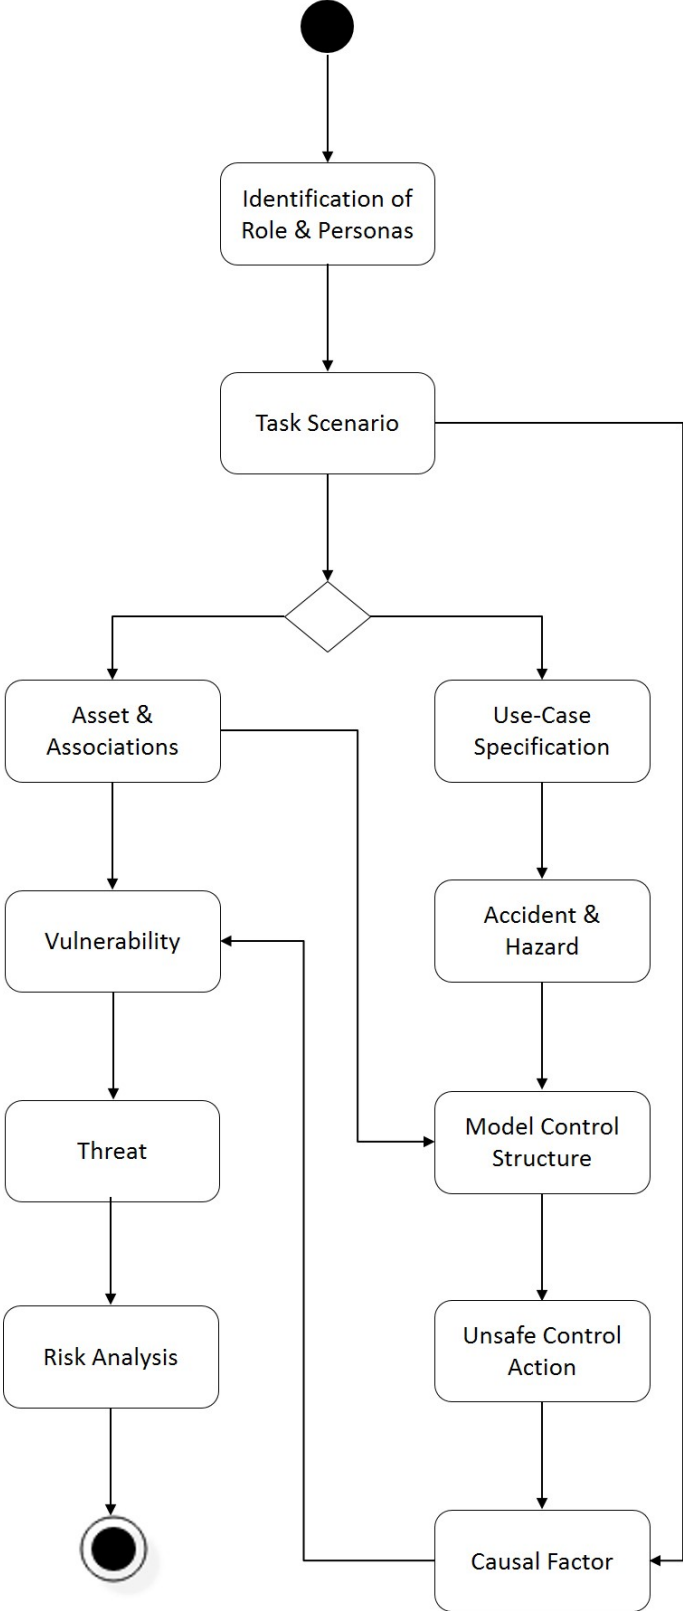 Identification of
Role & Personas
Task Scenario
Asset &
Associations
Use-Case
Specification
Vulnerability
Accident &
Hazard
Threat
Model Control
Structure
Risk Analysis
Unsafe Control
Action
Causal Factor